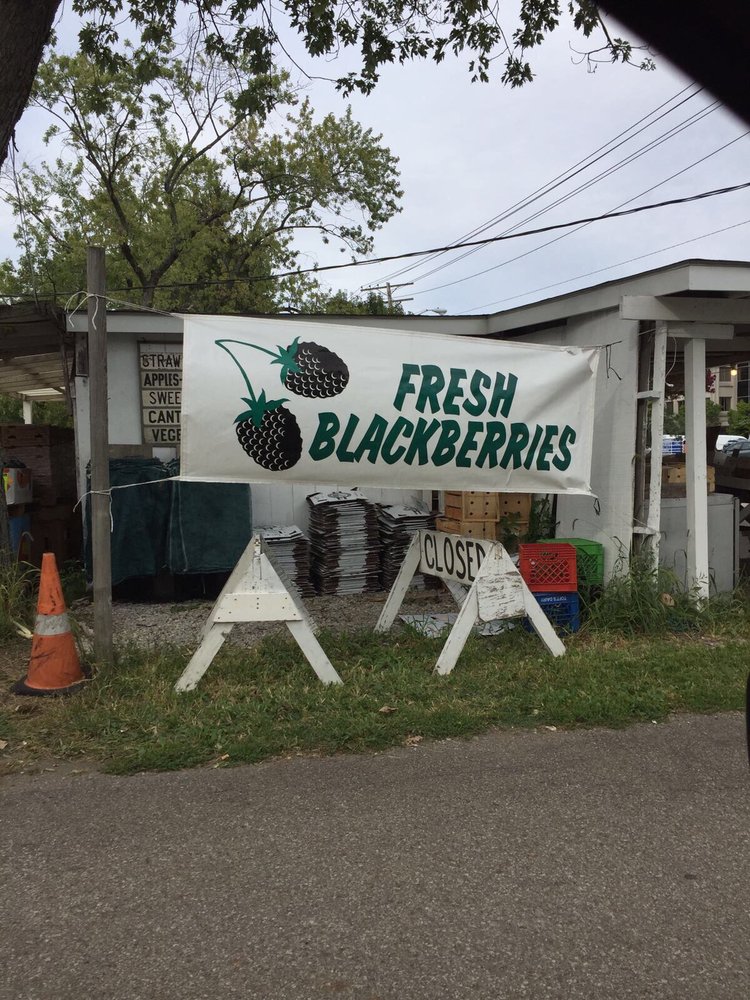 STRAW
APPLES-
SWEE
CANT
VEGE
FRESH
BLACKBERRIES
CLOSED